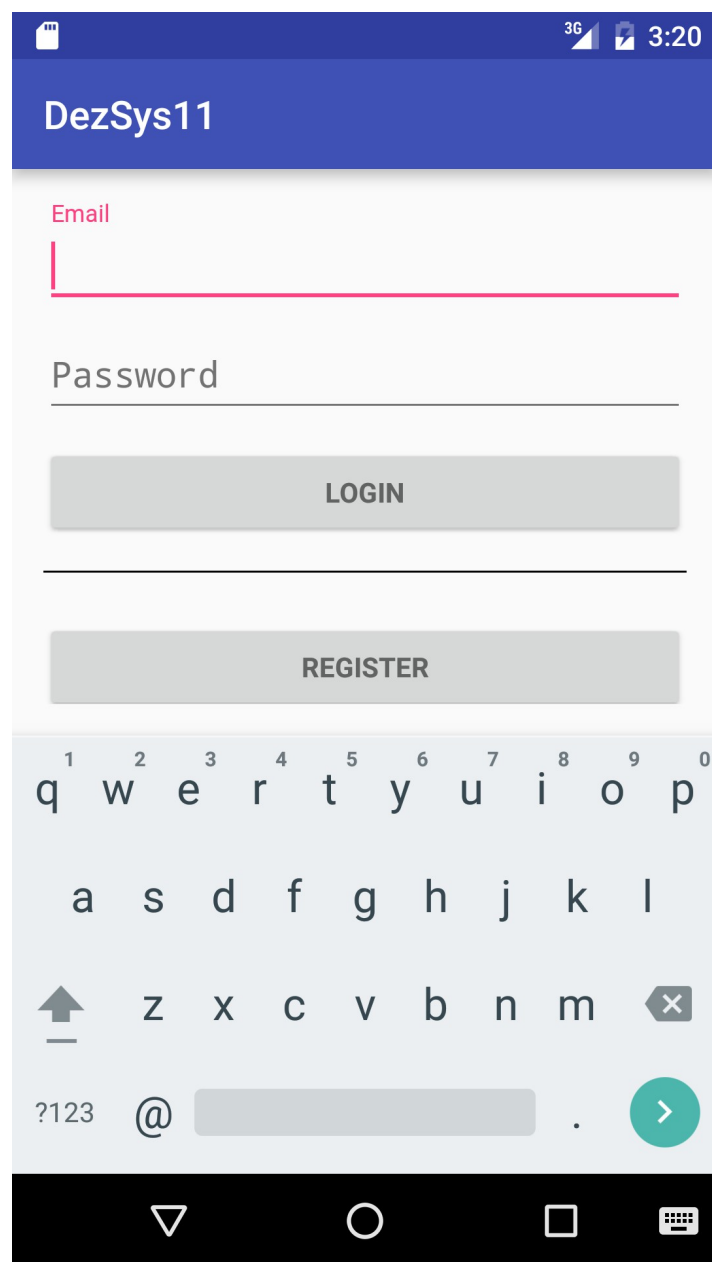 3G 3:20
DezSys11
Email
Password
LOGIN
REGISTER
1 2 3 4 5 6 7 8 9 0
q w e r t y u i o p
a s d f g h j k l
z x c v b n m
?123 @ .